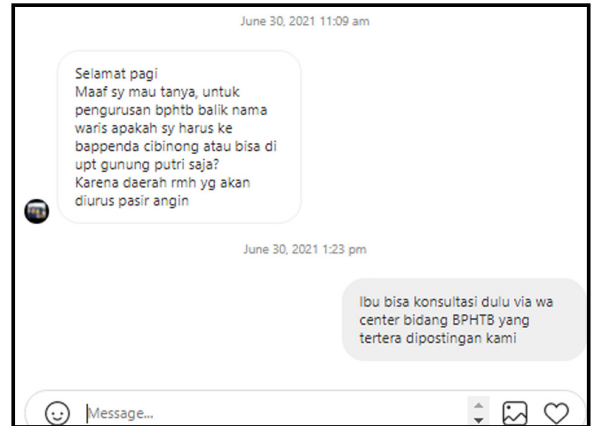 June 30, 2021 11:09 am
Selamat pagi
Maaf sy mau tanya, untuk
pengurusan bphtb balik nama
waris apakah sy harus ke
bappenda cibinong atau bisa di
upt gunung putri saja?
Karena daerah rmh yg akan
diurus pasir angin
June 30, 2021 1:23 pm
Ibu bisa konsultasi dulu via wa
center bidang BPHTB yang
tertera dipostingan kami
Message...